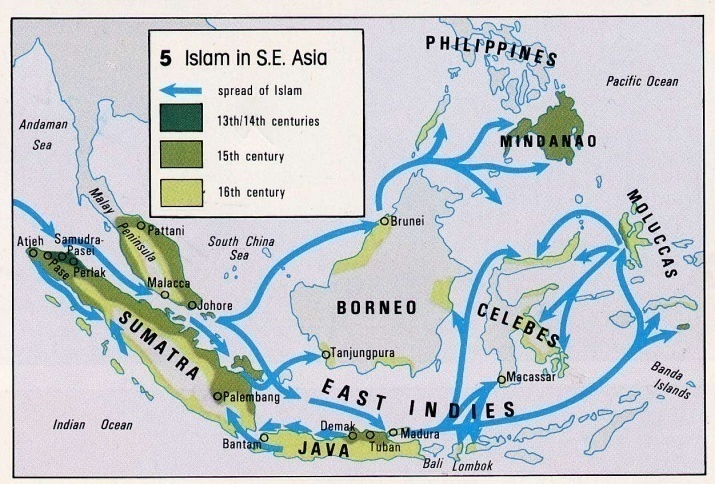 5 Islam in S.E. Asia
spread of Islam
13th/14th centuries
15th century
16th century
PHILIPPINES
Pacific Ocean
Andaman
Sea
MINDANAO
Malay
Peninsula
Pattani
South China
Sea
Brunei
MOLUCCAS
Atjeh
Samudra-
Pasei
Pase
Perlak
Malacca
Johore
BORNEO
CELEBES
SUMATRA
Tanjungpura
Macassar
Banda
Islands
EAST INDIES
Palembang
Indian Ocean
Bantam
Demak
Tuban
Madura
JAVA
Bali
Lombok